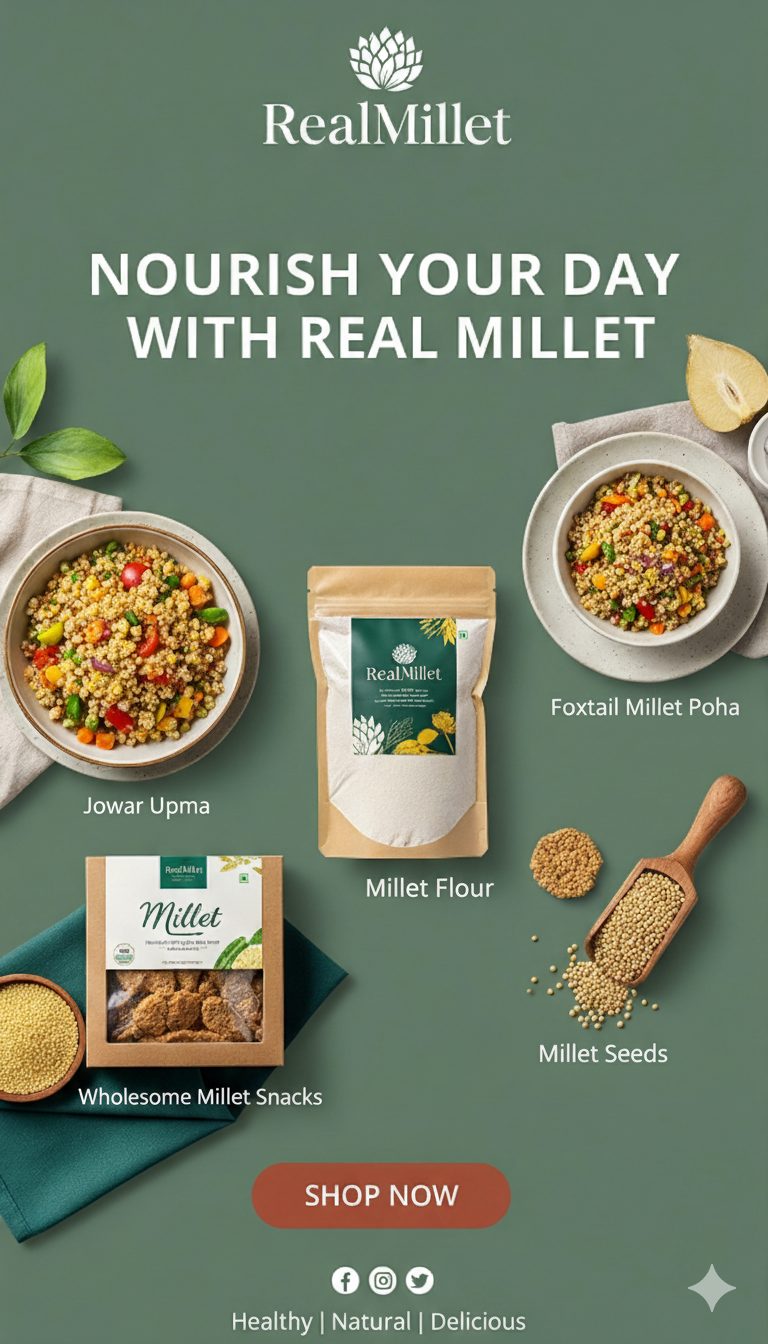 RealMillet
NOURISH YOUR DAY
WITH REAL MILLET
Foxtail Millet Poha
RealMillet
Jowar Upma
Millet Flour
RealMillet
Millet
Millet Seeds
Wholesome Millet Snacks
SHOP NOW
Healthy | Natural | Delicious